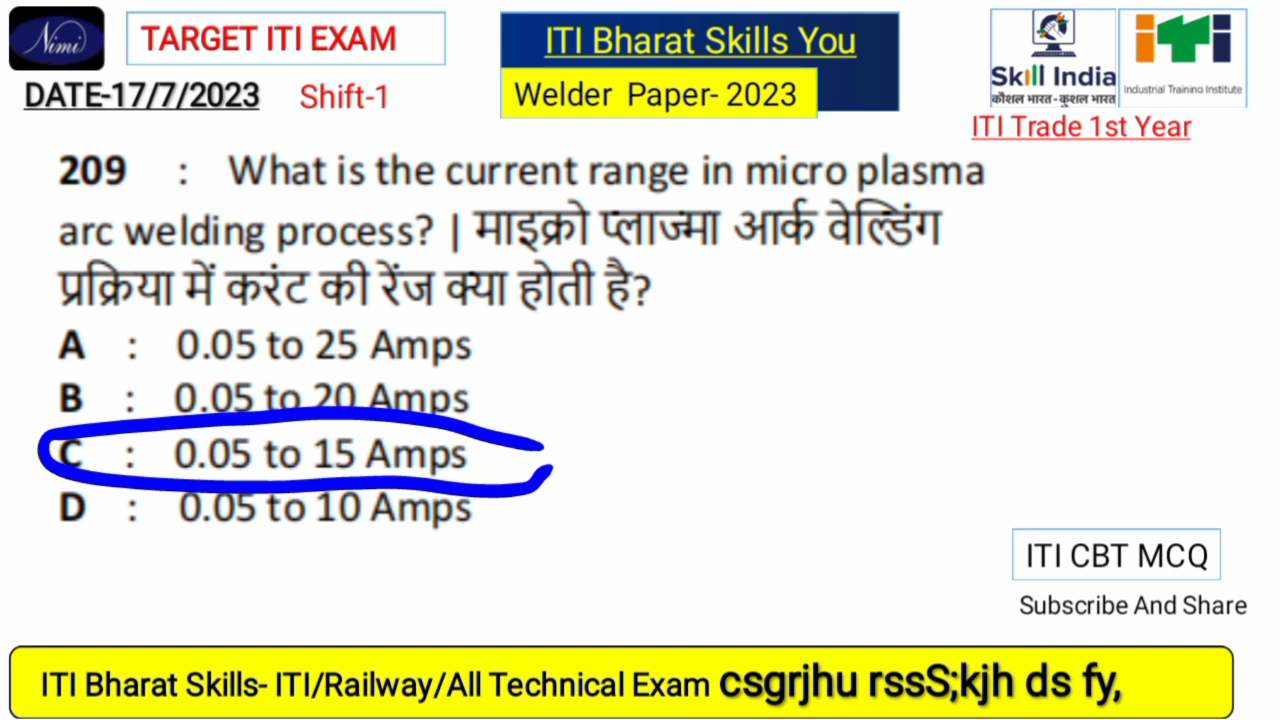 Nimi
TARGET ITI EXAM
ITI Bharat Skills You
DATE-17/7/2023 Shift-1
Welder Paper- 2023
Skill India
कौशल भारत-कुशल भारत
iTi
Industrial Training Institute
ITI Trade 1st Year
209 : What is the current range in micro plasma
arc welding process? | माइक्रो प्लाज्मा आर्क वेल्डिंग
प्रक्रिया में करंट की रेंज क्या होती है?
A : 0.05 to 25 Amps
B : 0.05 to 20 Amps
C : 0.05 to 15 Amps
D : 0.05 to 10 Amps
ITI CBT MCQ
Subscribe And Share
ITI Bharat Skills- ITI/Railway/All Technical Exam csgrjhu rssS;kjh ds fy,